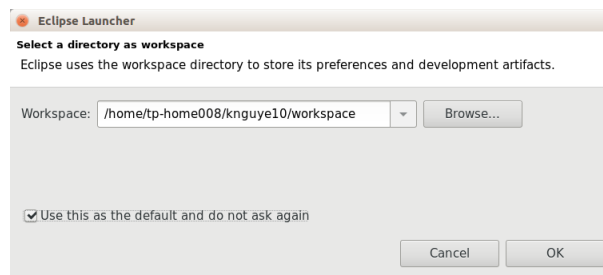 Eclipse Launcher
Select a directory as workspace
Eclipse uses the workspace directory to store its preferences and development artifacts.
Workspace: /home/tp-home008/knguye10/workspace Browse...
Use this as the default and do not ask again
Cancel OK